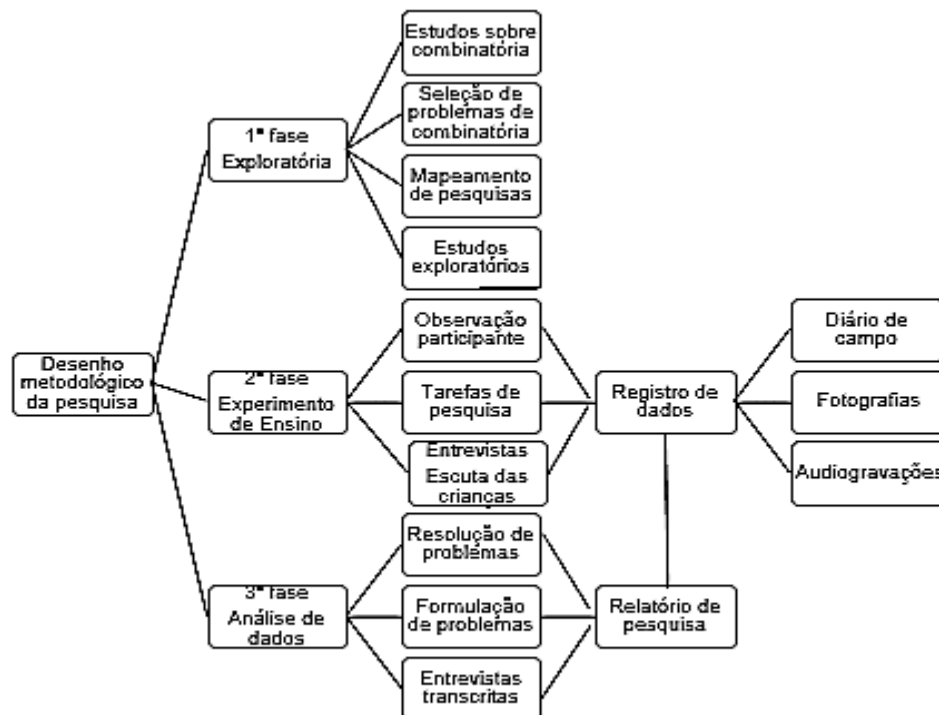 Desenho
metodológico
da pesquisa
1ª fase
Exploratória
Estudos sobre
combinatória
Seleção de
problemas de
combinatória
Mapeamento
de pesquisas
Estudos
exploratórios
2ª fase
Experimento
de Ensino
Observação
participante
Tarefas de
pesquisa
Entrevistas
Escuta das
crianças
Registro de
dados
Diário de
campo
Fotografias
Audiogravações
3ª fase
Análise de
dados
Resolução de
problemas
Formulação
de problemas
Entrevistas
transcritas
Relatório de
pesquisa